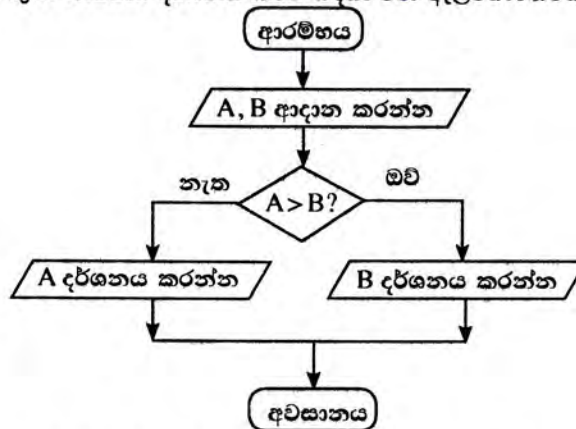 ආරම්භය
A, B ආදාන කරන්න
නැත
ඔව්
A > B?
A දර්ශනය කරන්න
B දර්ශනය කරන්න
අවසානය